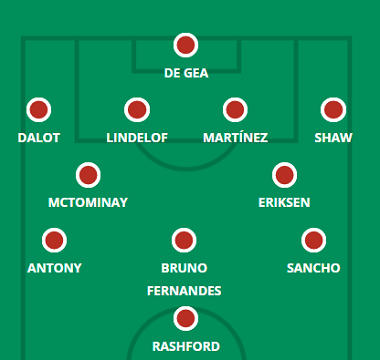 DE GEA
DALOT LINDELOF MARTÍNEZ SHAW
MCTOMINAY ERIKSEN
ANTONY BRUNO SANCHO
FERNANDES
RASHFORD